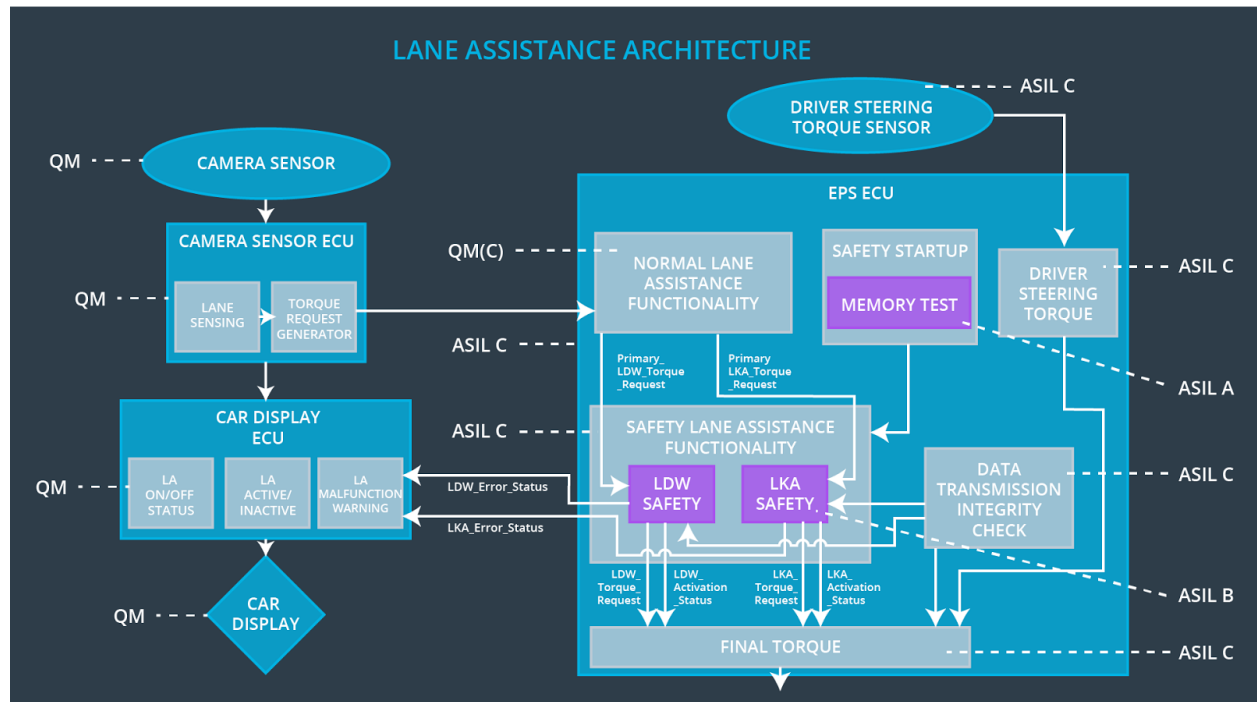 LANE ASSISTANCE ARCHITECTURE
ASIL C
DRIVER STEERING
TORQUE SENSOR
QM
CAMERA SENSOR
EPS ECU
CAMERA SENSOR ECU
QM
LANE
SENSING
TORQUE
REQUEST
GENERATOR
QM(C)
NORMAL LANE
ASSISTANCE
FUNCTIONALITY
SAFETY STARTUP
MEMORY TEST
DRIVER
STEERING
TORQUE
ASIL C
ASIL C
ASIL A
Primary_
LDW_Torque
_Request
Primary
LKA_Torque
_Request
CAR DISPLAY
ECU
QM
LA
ON/OFF
STATUS
LA
ACTIVE/
INACTIVE
LA
MALFUNCTION
WARNING
ASIL C
SAFETY LANE ASSISTANCE
FUNCTIONALITY
LDW
SAFETY
LKA
SAFETY
DATA
TRANSMISSION
INTEGRITY
CHECK
ASIL C
LDW_Error_Status
LKA_Error_Status
LDW_
Torque_
Request
LDW_
Activation
_Status
LKA_
Torque_
Request
LKA_
Activation
_Status
ASIL B
QM
CAR
DISPLAY
FINAL TORQUE
ASIL C